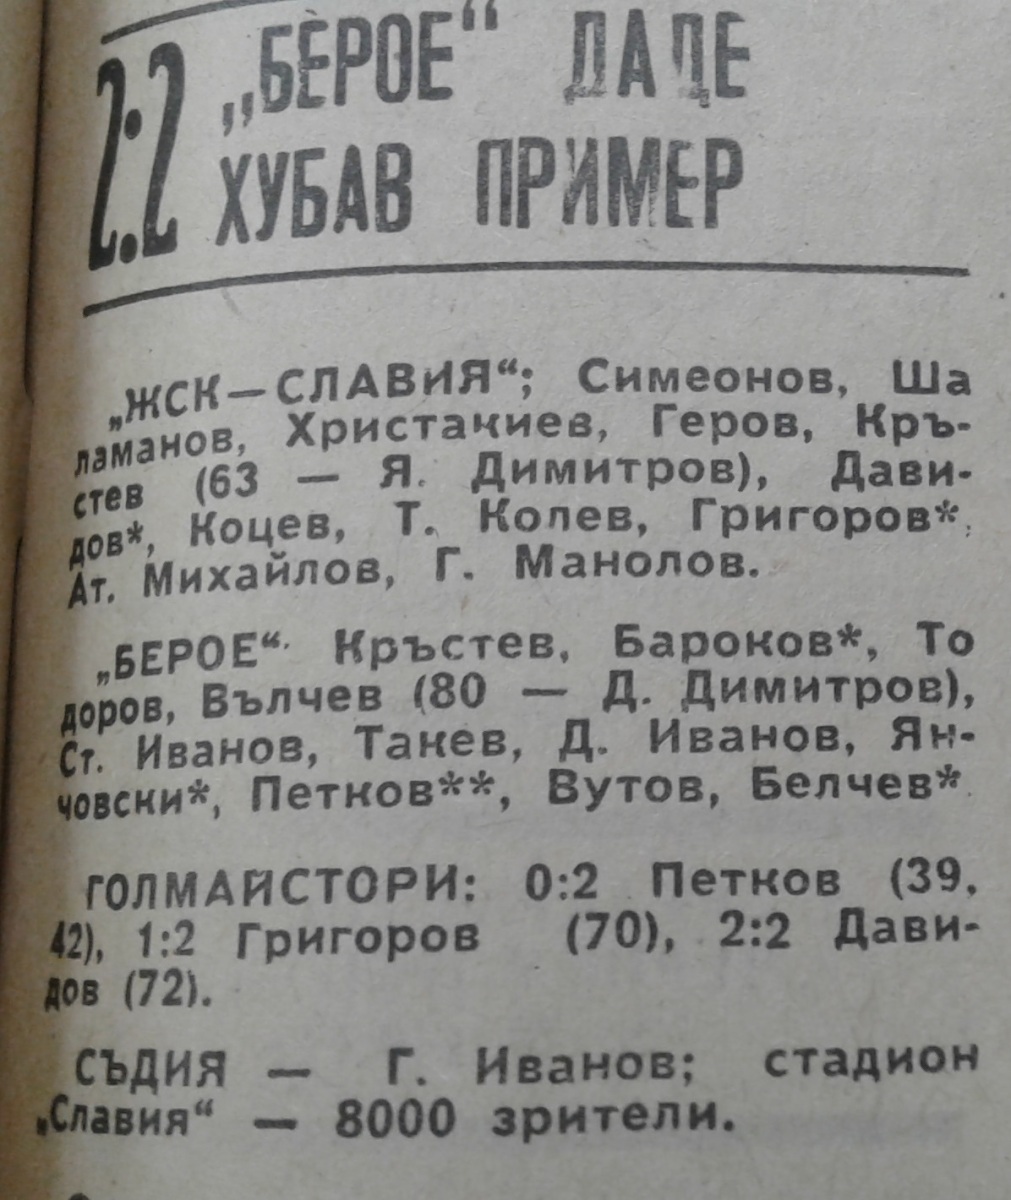 2:2
„БЕРОЕ“ ДАДЕ
ХУБАВ ПРИМЕР
„ЖСК—СЛАВИЯ“; Симеонов, Ша
ламанов, Христакиев, Геров, Кръ-
стев (63 — Я. Димитров), Дави-
дов*, Коцев, Т. Колев, Григоров*,
Ат. Михайлов, Г. Манолов.
„БЕРОЕ“. Кръстев, Бароков*, То
доров, Вълчев (80 — Д. Димитров),
Ст. Иванов, Танев, Д. Иванов, Ян-
човски*, Петков**, Вутов, Белчев*.
ГОЛМАЙСТОРИ: 0:2 Петков (39,
42), 1:2 Григоров (70), 2:2 Дави-
дов (72).
СЪДИЯ — Г. Иванов; стадион
„Славия“ — 8000 зрители.